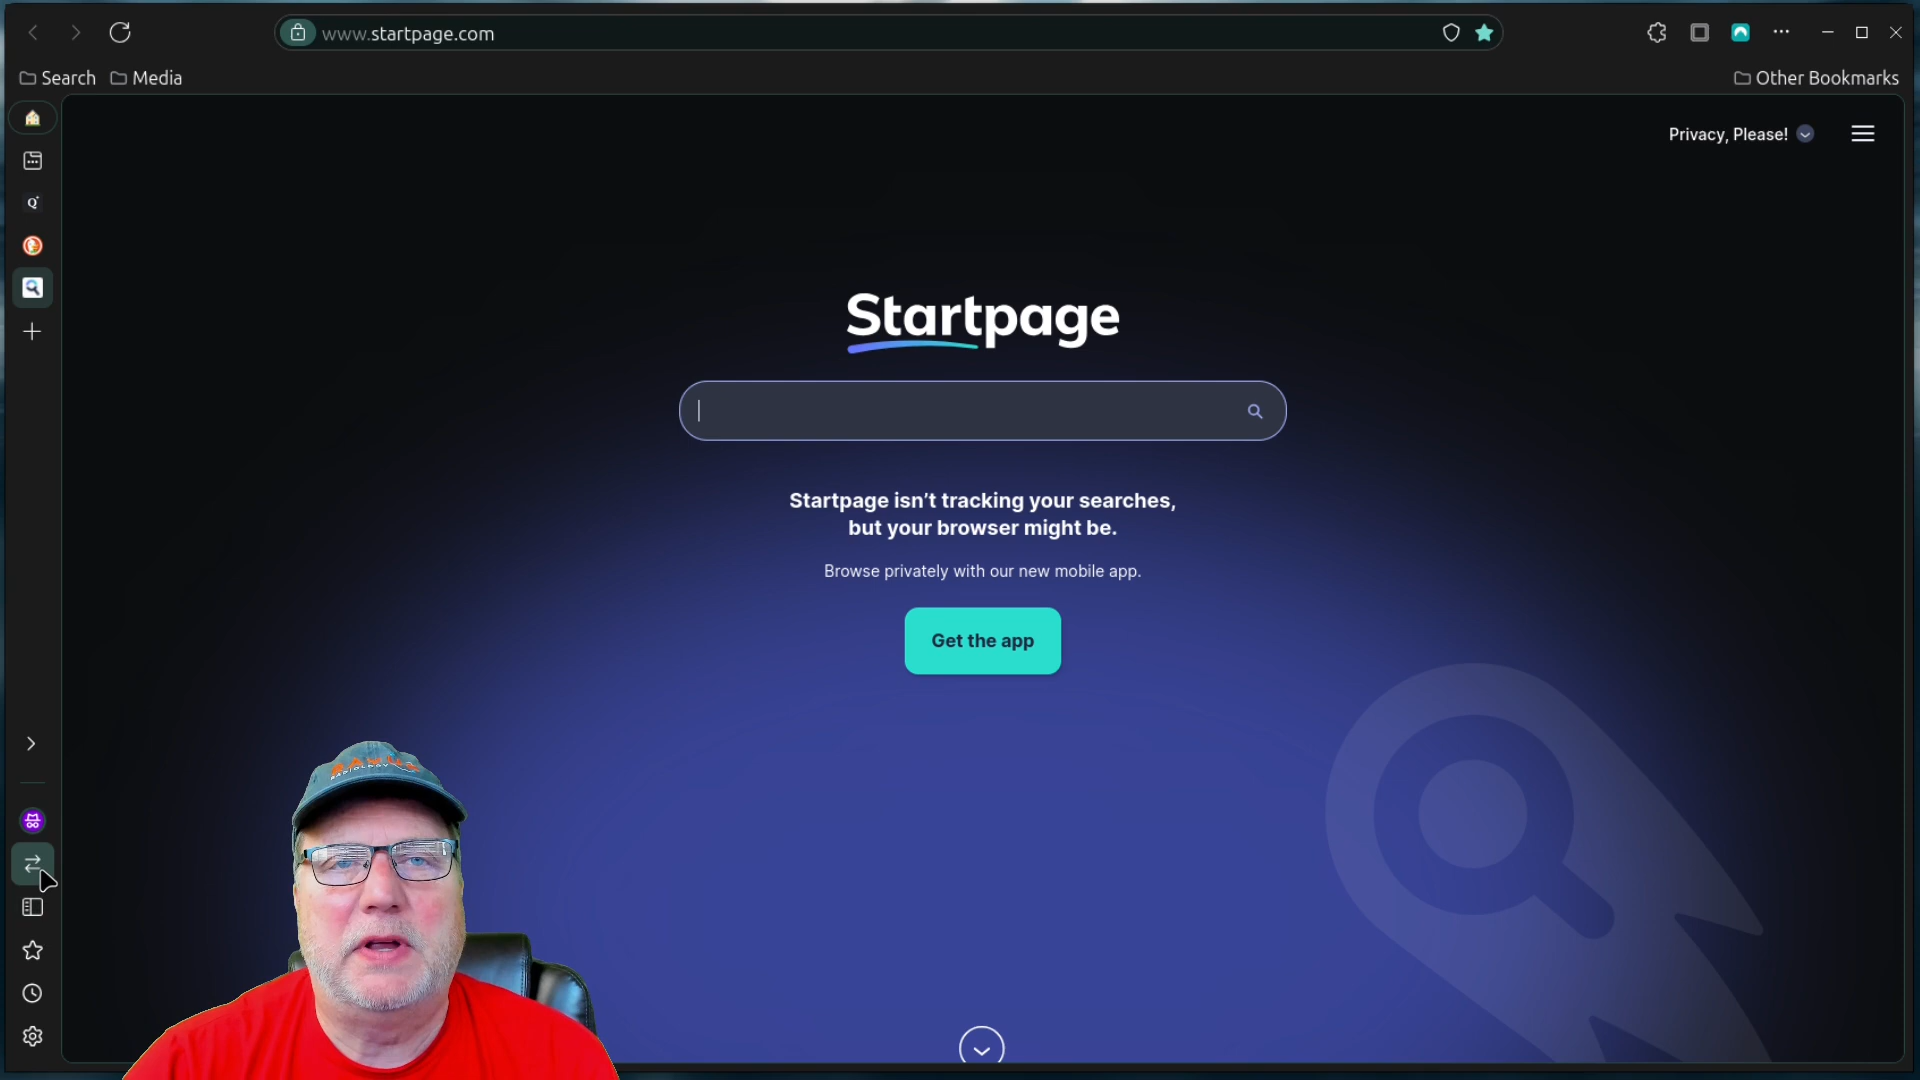 www.startpage.com
Search
Media
Other Bookmarks
Privacy, Please!
Q
Startpage
Startpage isn’t tracking your searches,
but your browser might be.
Browse privately with our new mobile app.
Get the app
RADIOLOGY